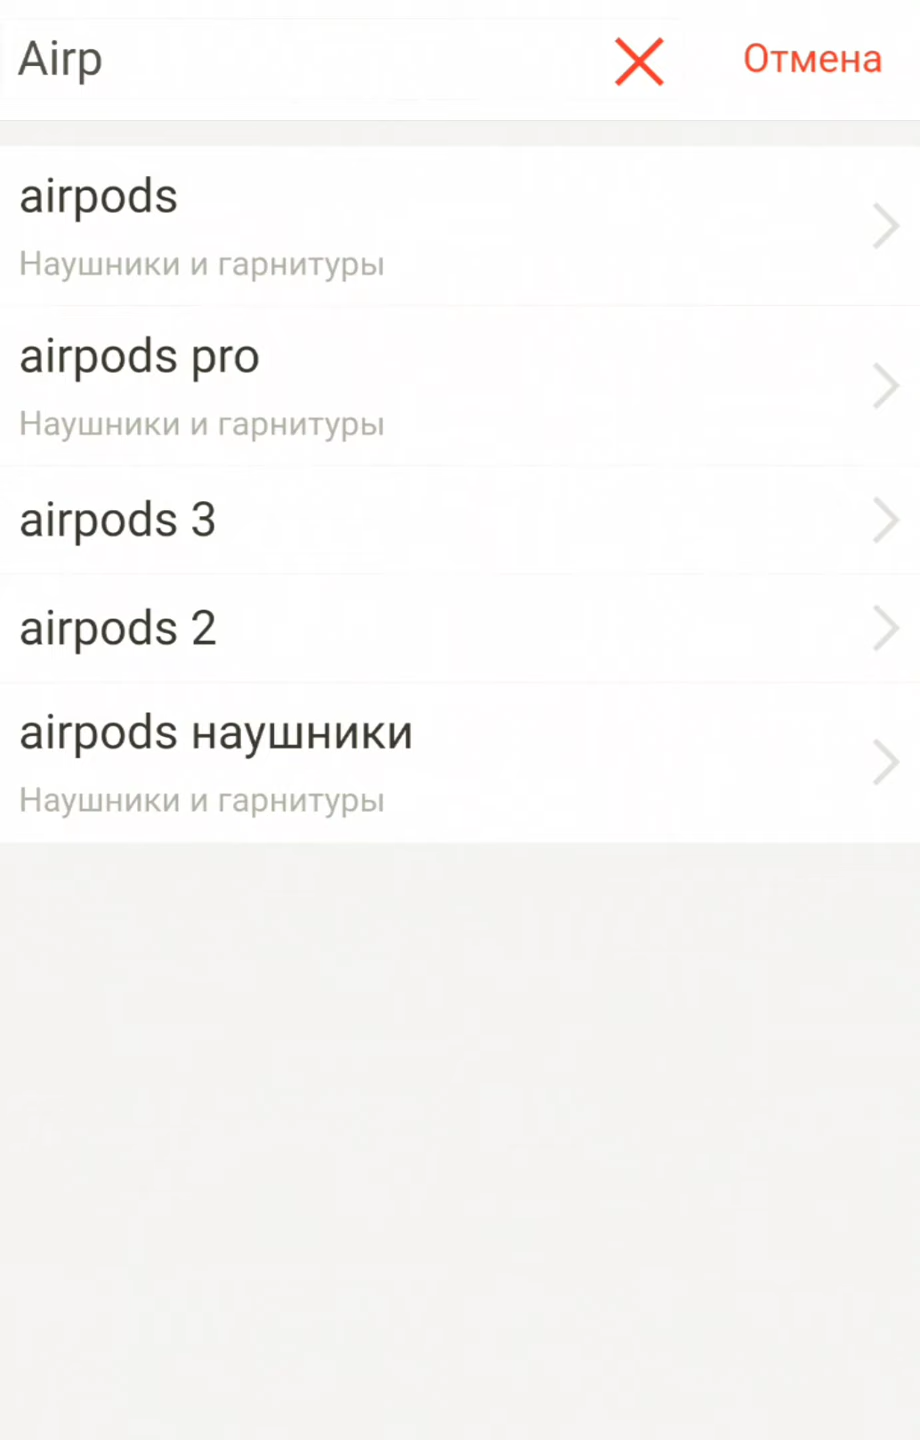 Airp
Отмена
airpods
Наушники и гарнитуры
airpods pro
Наушники и гарнитуры
airpods 3
airpods 2
airpods наушники
Наушники и гарнитуры